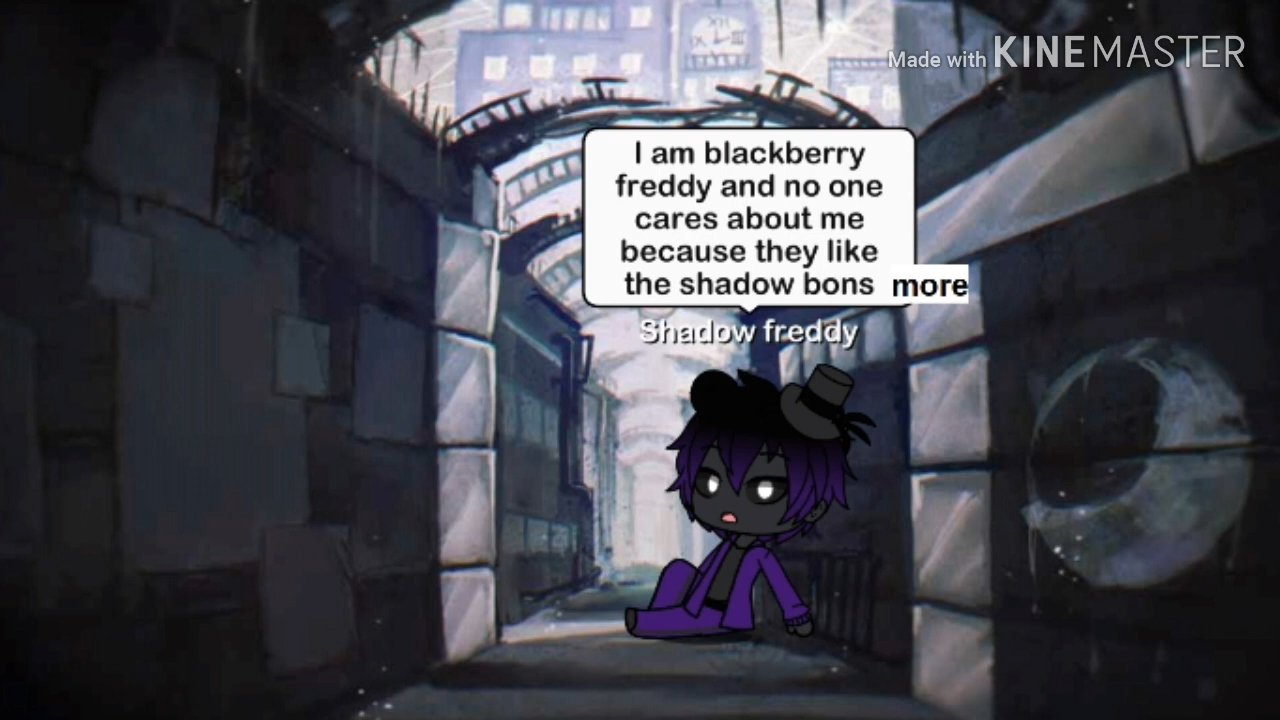 Made with KINEMASTER
I am blackberry
freddy and no one
cares about me
because they like
the shadow bons more
Shadow freddy